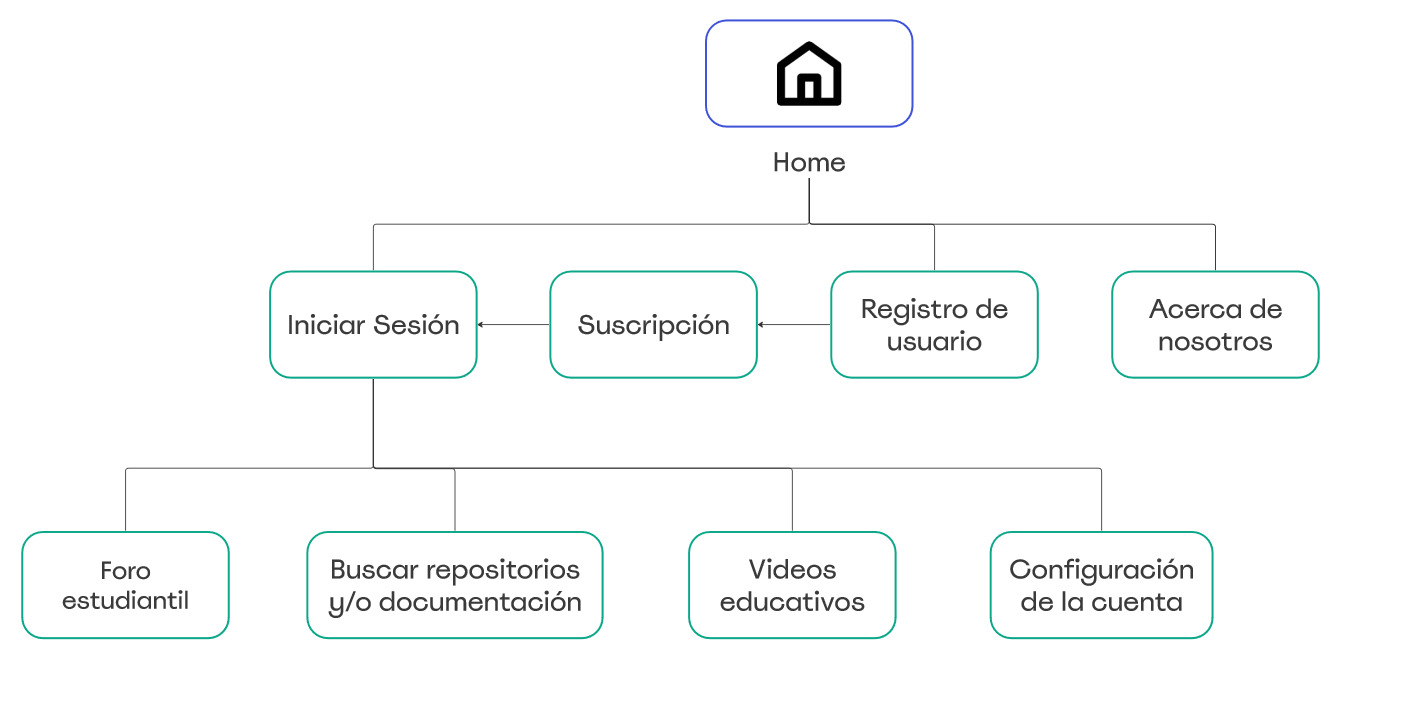 Home
Iniciar Sesión
Suscripción
Registro de
usuario
Acerca de
nosotros
Foro
estudiantil
Buscar repositorios
y/o documentación
Videos
educativos
Configuración
de la cuenta